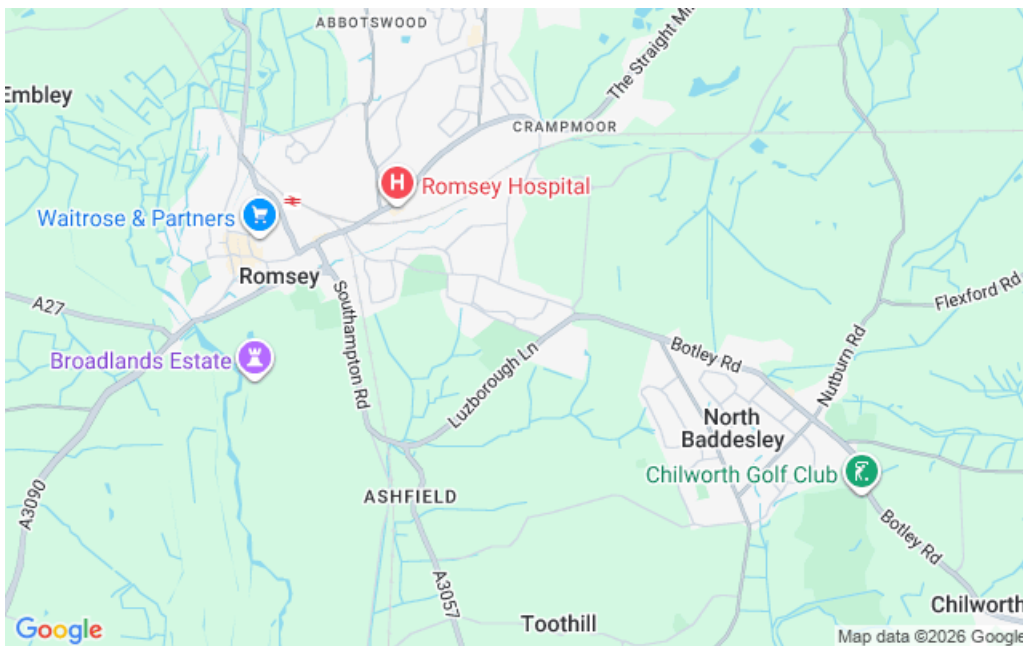 ABBOTSWOOD
The Straight Mi
Embley
CRAMPMOOR
Romsey Hospital
Waitrose & Partners
Romsey
Flexford Rd
A27
Southampton Rd
Botley Rd
Nutburn Rd
Broadlands Estate
Luzborough Ln
North
Baddesley
Chilworth Golf Club
A3090
ASHFIELD
Botley Rd
A3057
Chilworth
Toothill
Google
Map data ©2026 Google